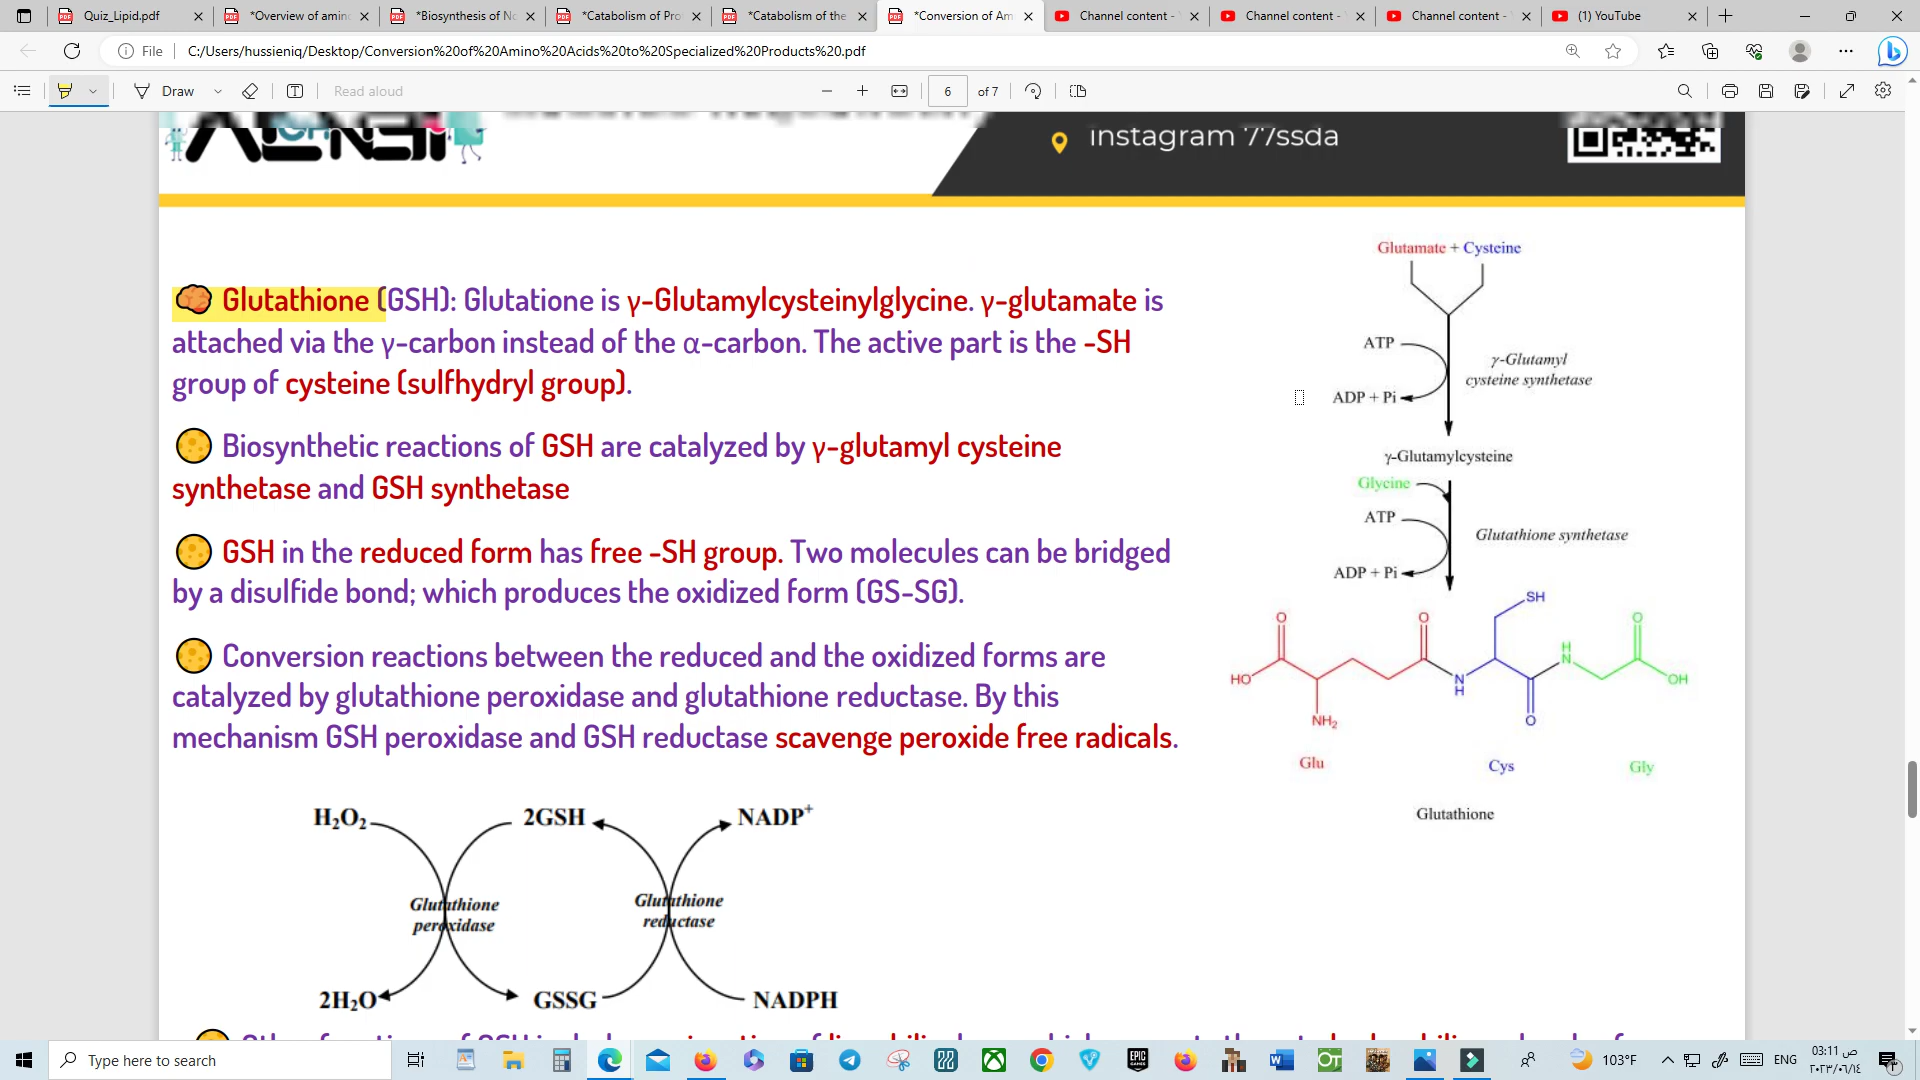 Quiz_Lipid.pdf
*Overview of amin
*Biosynthesis of No
*Catabolism of Pro
*Catabolism of the
*Conversion of Am
Channel content -
Channel content -
Channel content -
(1) YouTube
File
C:/Users/hussieniq/Desktop/Conversion%20of%20Amino%20Acids%20to%20Specialized%20Products%20.pdf
Draw
Read aloud
6
of 7
instagram 77ssda
Glutathione (GSH): Glutatione is γ-Glutamylcysteinylglycine. γ-glutamate is
attached via the γ-carbon instead of the α-carbon. The active part is the -SH
group of cysteine (sulfhydryl group).
Biosynthetic reactions of GSH are catalyzed by γ-glutamyl cysteine
synthetase and GSH synthetase
GSH in the reduced form has free -SH group. Two molecules can be bridged
by a disulfide bond; which produces the oxidized form (GS-SG).
Conversion reactions between the reduced and the oxidized forms are
catalyzed by glutathione peroxidase and glutathione reductase. By this
mechanism GSH peroxidase and GSH reductase scavenge peroxide free radicals.
H₂O₂
2GSH
NADP⁺
Glutathione
peroxidase
Glutathione
reductase
2H₂O
GSSG
NADPH
Glutamate + Cysteine
ATP
γ-Glutamyl
cysteine synthetase
ADP + Pi
γ-Glutamylcysteine
Glycine
ATP
Glutathione synthetase
ADP + Pi
SH
O
O
H
N
O
HO
N
H
OH
NH₂
O
Glu
Cys
Gly
Glutathione
Type here to search
103°F
ENG
03:11 ص
٢٠٢٣/٠٦/١٤